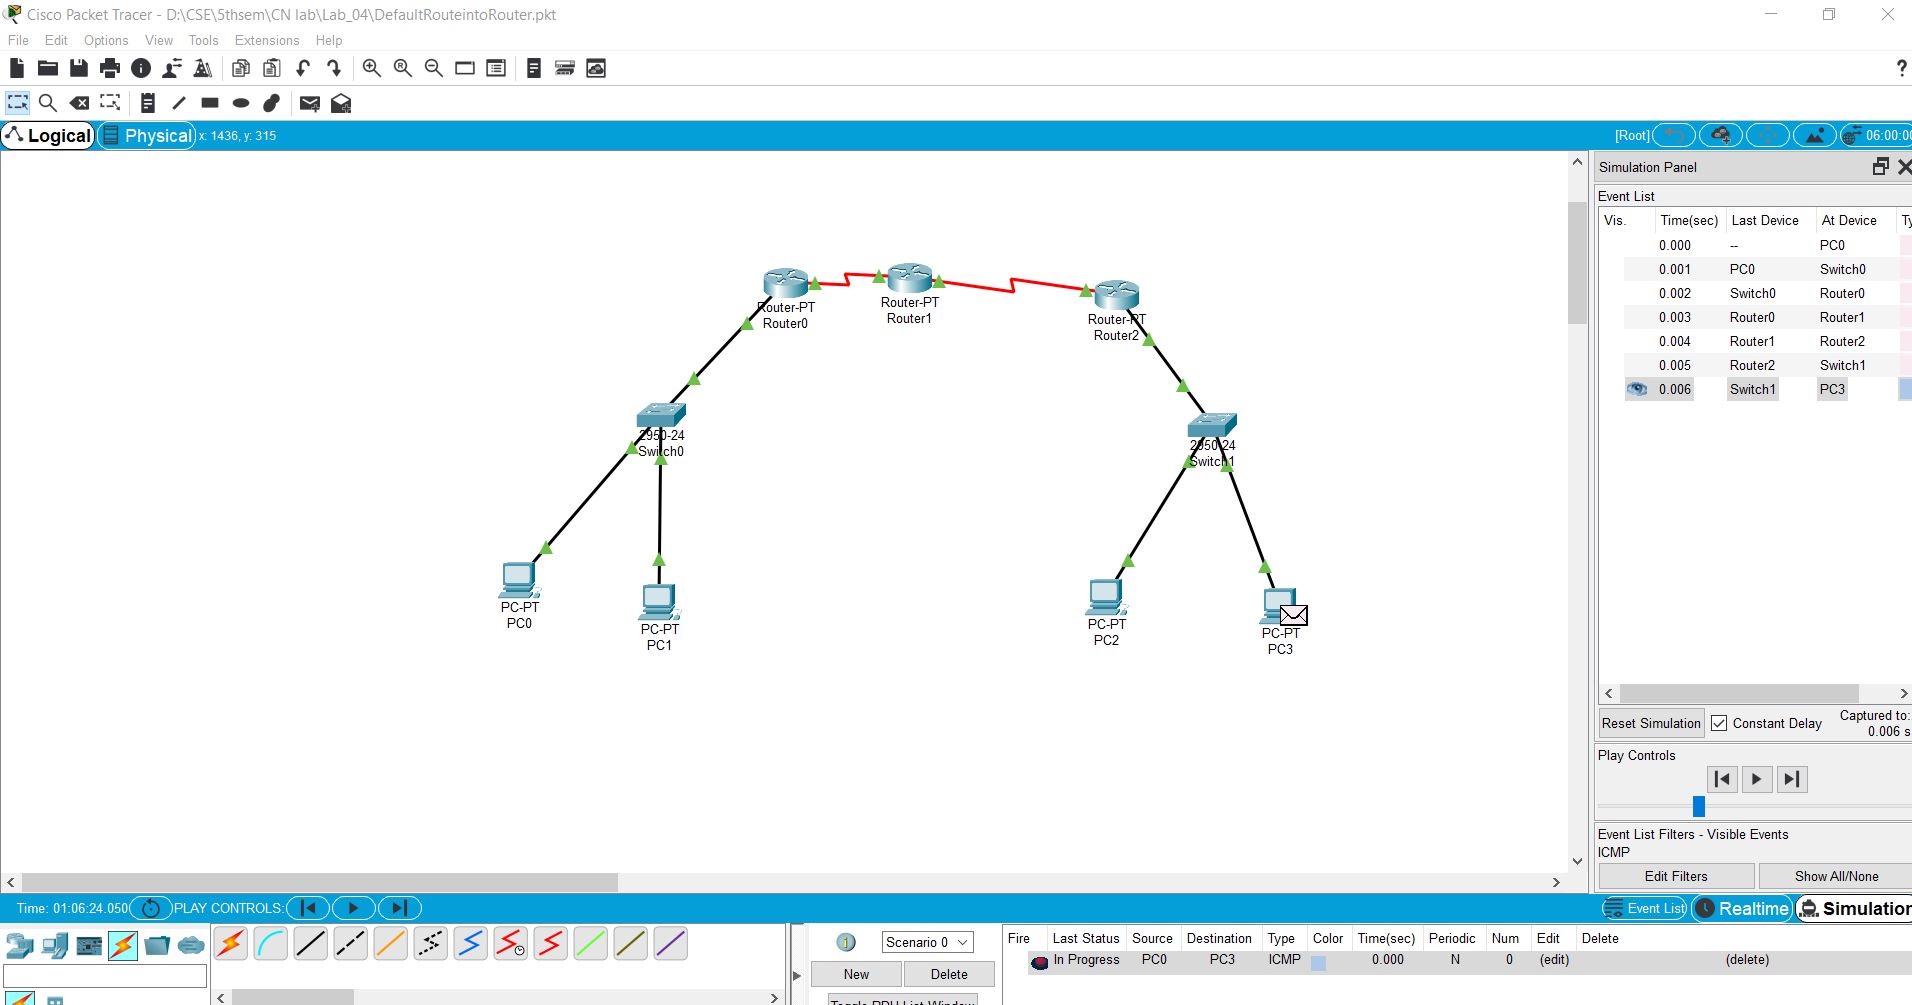 Cisco Packet Tracer - D:\CSE\5thsem\CN lab\Lab_04\DefaultRouteintoRouter.pkt
File Edit Options View Tools Extensions Help
?
Logical Physical x: 1436, y: 315 [Root] 06:00:00
Simulation Panel
Event List
Vis. Time(sec) Last Device At Device Ty
0.000 -- PC0
0.001 PC0 Switch0
0.002 Switch0 Router0
0.003 Router0 Router1
0.004 Router1 Router2
0.005 Router2 Switch1
0.006 Switch1 PC3
Router-PT
Router0
Router-PT
Router1
Router-PT
Router2
2950-24
Switch0
2950-24
Switch1
PC-PT
PC0
PC-PT
PC1
PC-PT
PC2
PC-PT
PC3
Reset Simulation Constant Delay Captured to:
0.006 s
Play Controls
Event List Filters - Visible Events
ICMP
Edit Filters Show All/None
Time: 01:06:24.050 PLAY CONTROLS: Event List Realtime Simulation
Scenario 0
New Delete
Toggle PDU List Window
Fire Last Status Source Destination Type Color Time(sec) Periodic Num Edit Delete
In Progress PC0 PC3 ICMP 0.000 N 0 (edit) (delete)